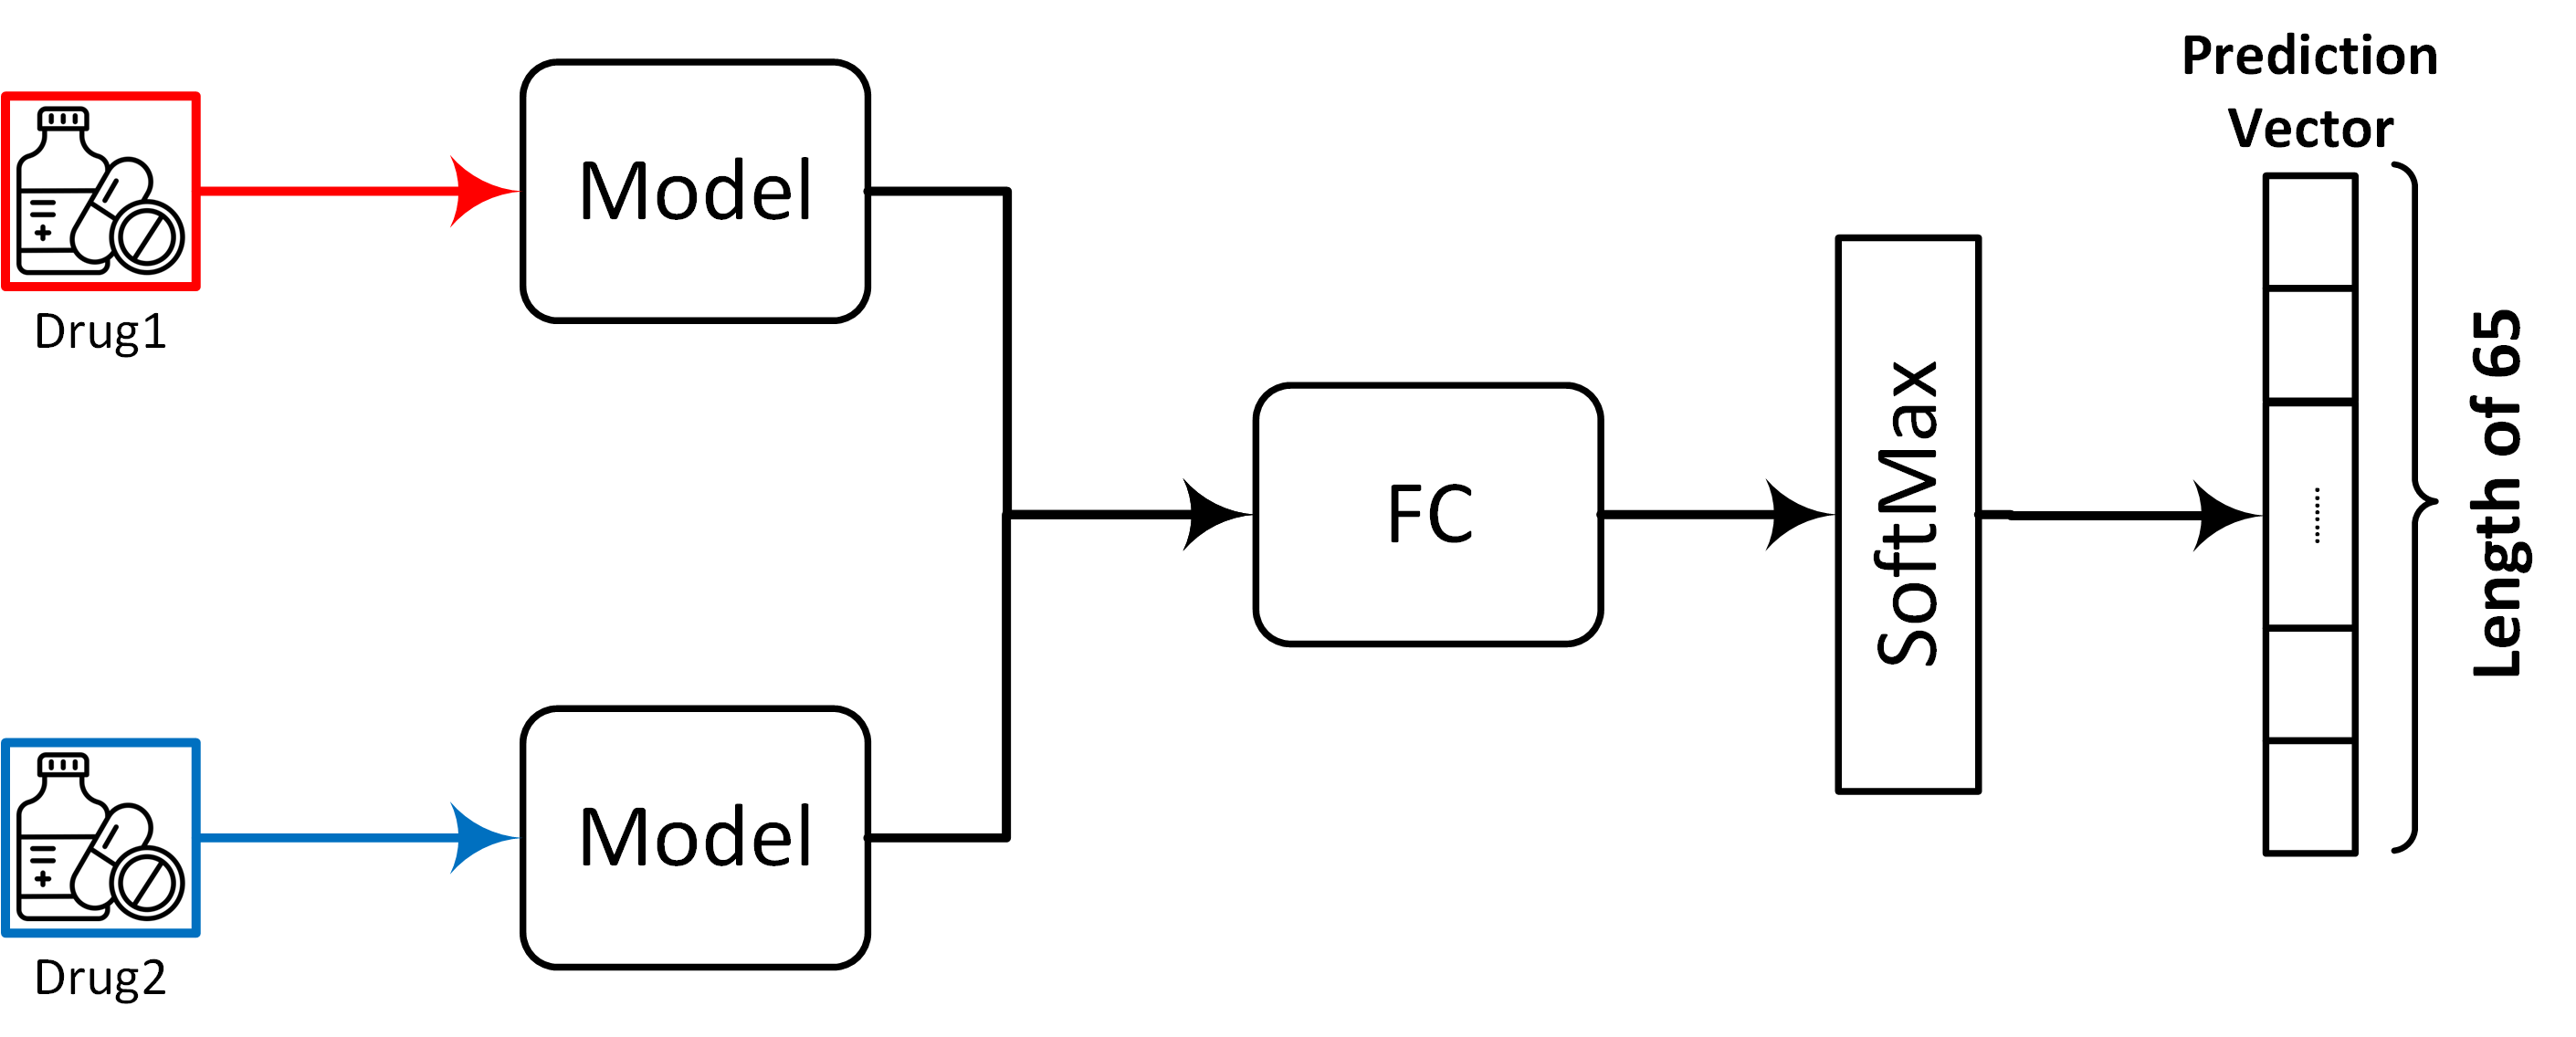 Drug1
Model
Drug2
Model
FC
SoftMax
Prediction
Vector
Length of 65